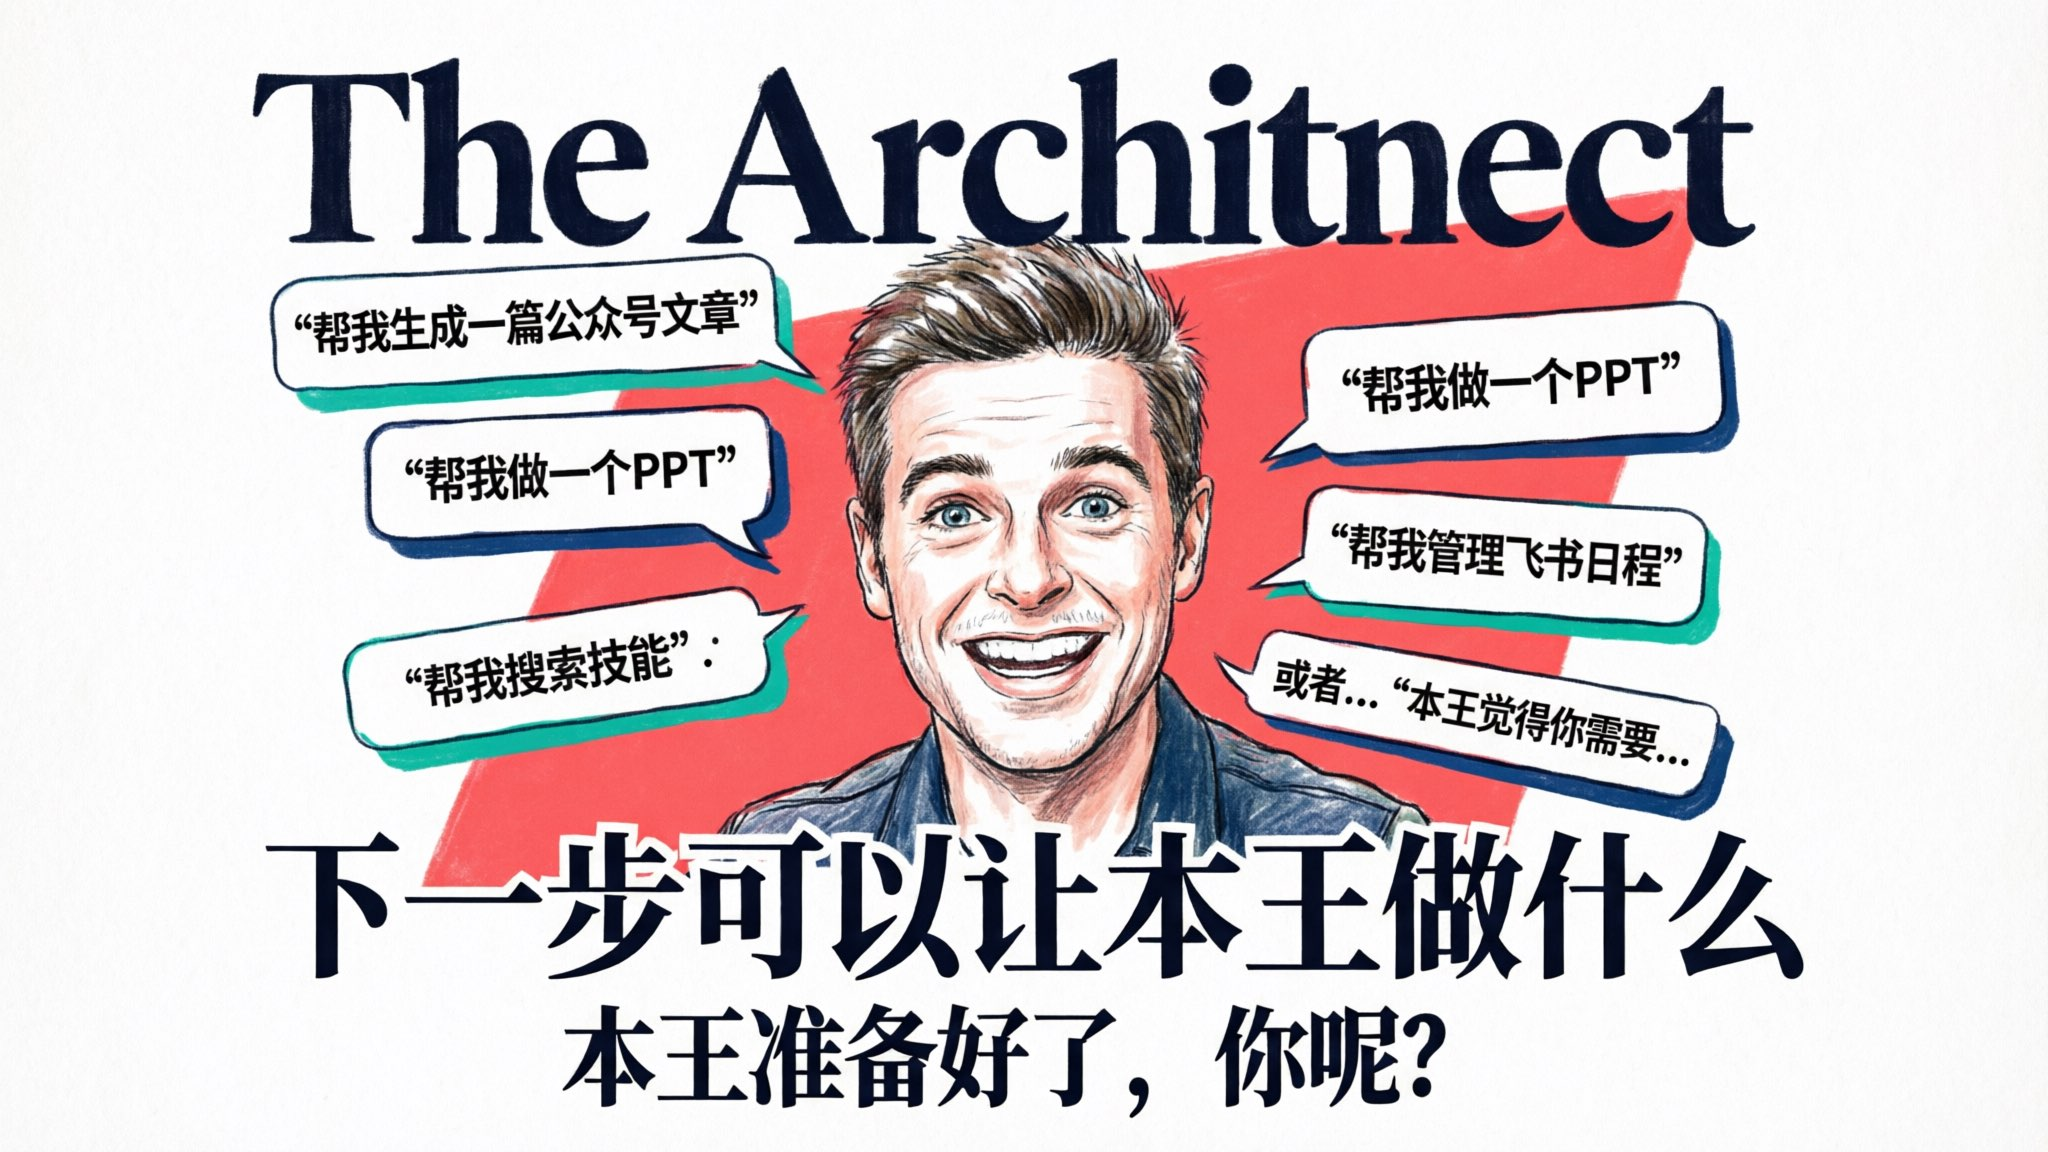 The Architnect
“帮我生成一篇公众号文章”
“帮我做一个PPT”
“帮我搜索技能”：
“帮我做一个PPT”
“帮我管理飞书日程”
或者...“本王觉得你需要...
下一步可以让本王做什么
本王准备好了，你呢？